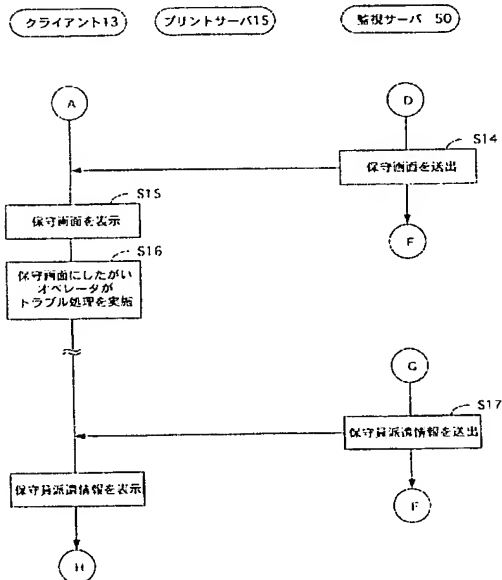 クライアント13
プリントサーバ15
監視サーバ 50
A
D
S14
保守画面を送出
S15
保守画面を表示
F
S16
保守画面にしたがい
オペレータが
トラブル処理を実施
G
S17
保守員派遣情報を送出
保守員派遣情報を表示
F
H